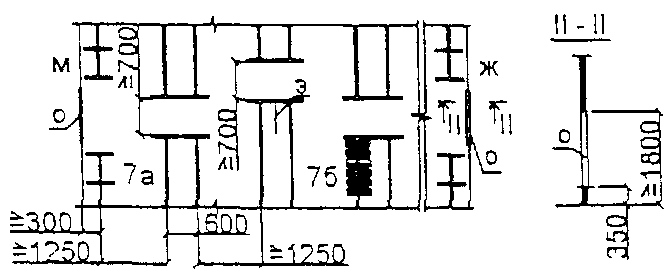 II - II
≥700
м
э
ж
о
II
II
≥700
о
о
7а
7б
≥1800
≥300
600
350
≥1250
≥1250